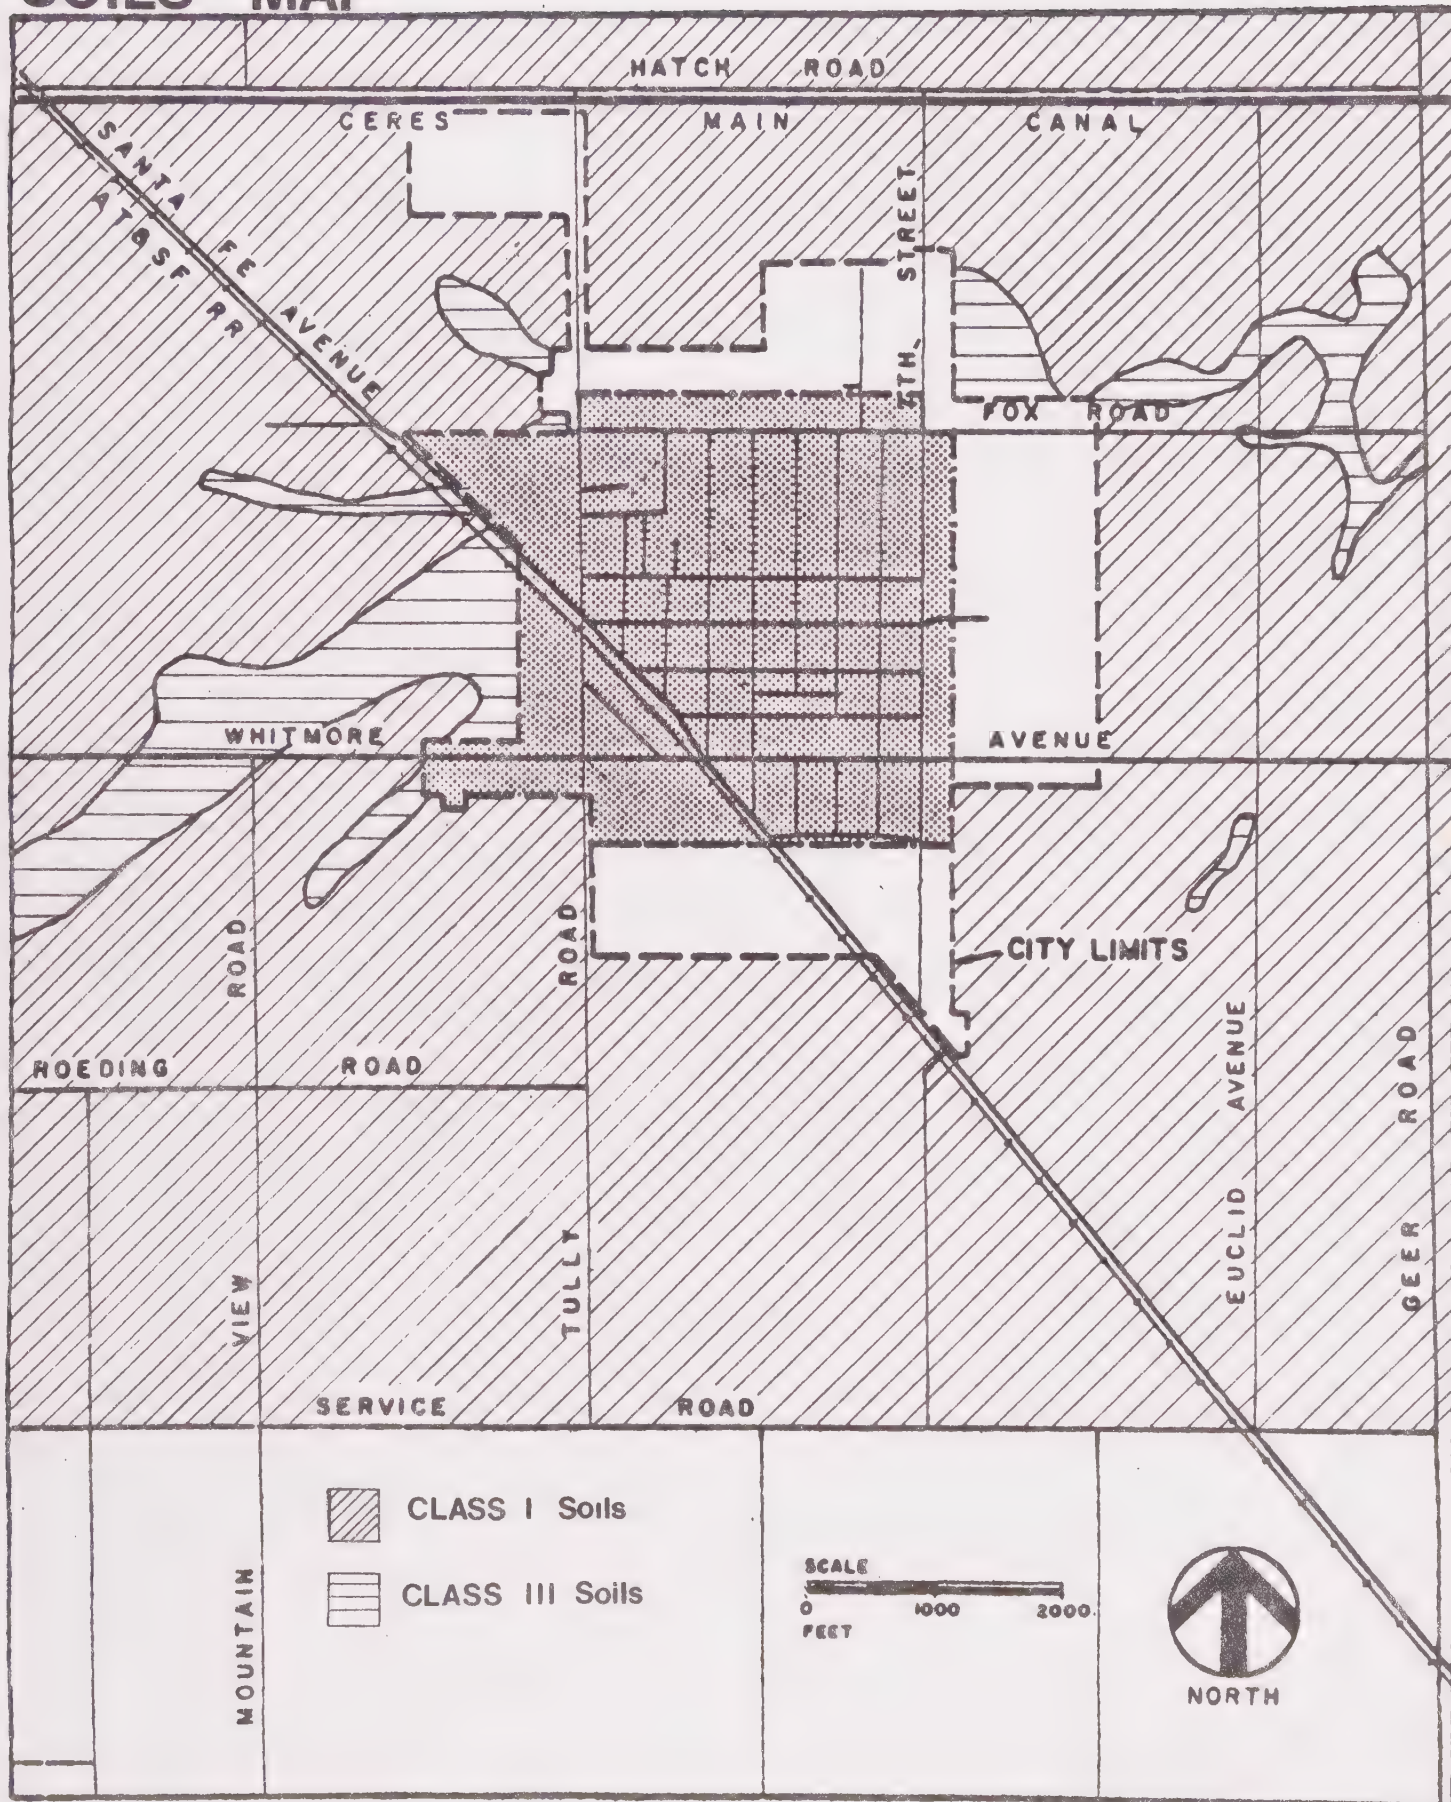 SOILS MAP
HATCH ROAD
CERES MAIN CANAL
SANTA FE AVENUE
AT&SF RR
7TH STREET
FOX ROAD
WHITMORE AVENUE
CITY LIMITS
ROEDING ROAD
MOUNTAIN VIEW ROAD
TULLY ROAD
EUCLID AVENUE
GEER ROAD
SERVICE ROAD
CLASS I Soils
CLASS III Soils
SCALE
0 1000 2000
FEET
NORTH